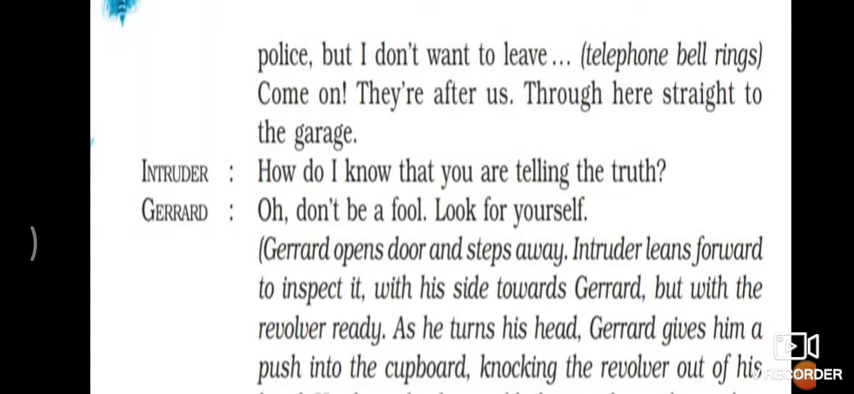 police, but I don't want to leave... (telephone bell rings)
Come on! They're after us. Through here straight to
the garage.
INTRUDER : How do I know that you are telling the truth?
GERRARD : Oh, don't be a fool. Look for yourself.
(Gerrard opens door and steps away. Intruder leans forward
to inspect it, with his side towards Gerrard, but with the
revolver ready. As he turns his head, Gerrard gives him a
push into the cupboard, knocking the revolver out of his
RECORDER